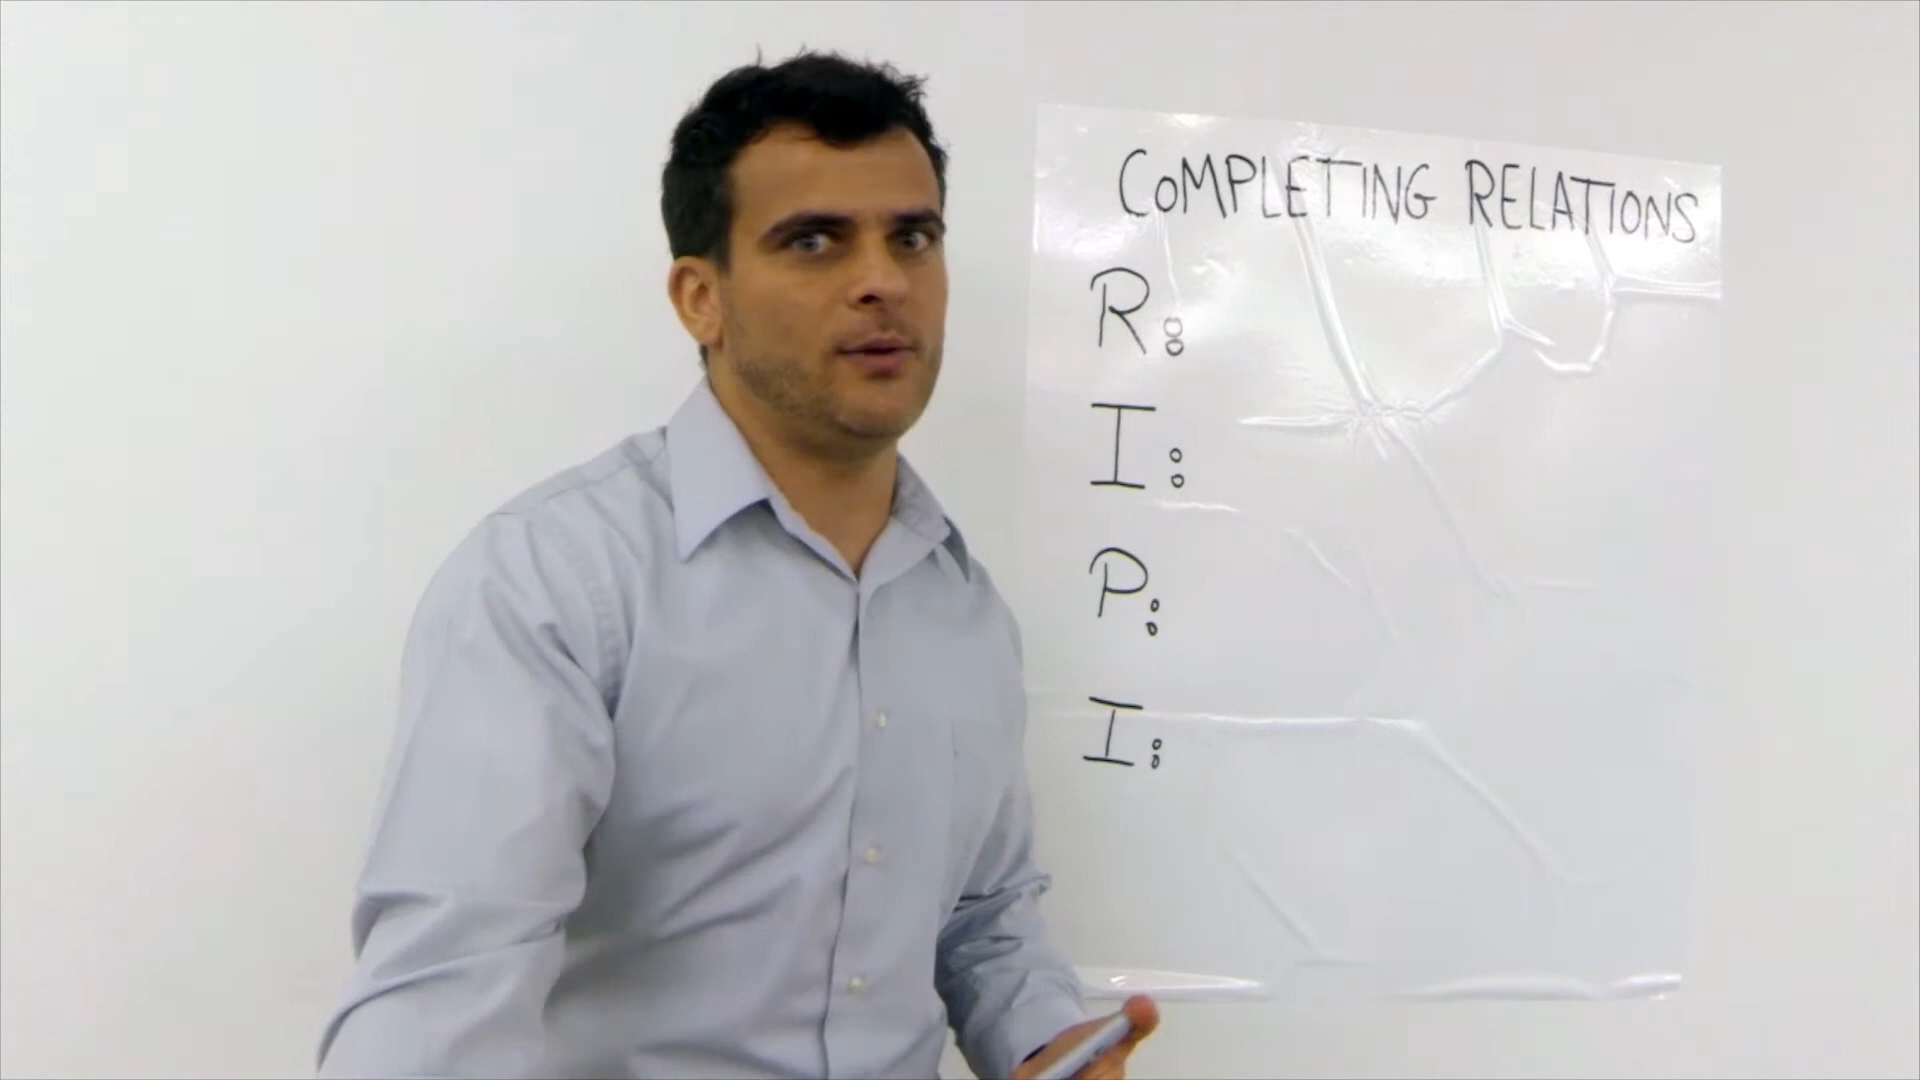 COMPLETING RELATIONS
R:
I:
P:
I: